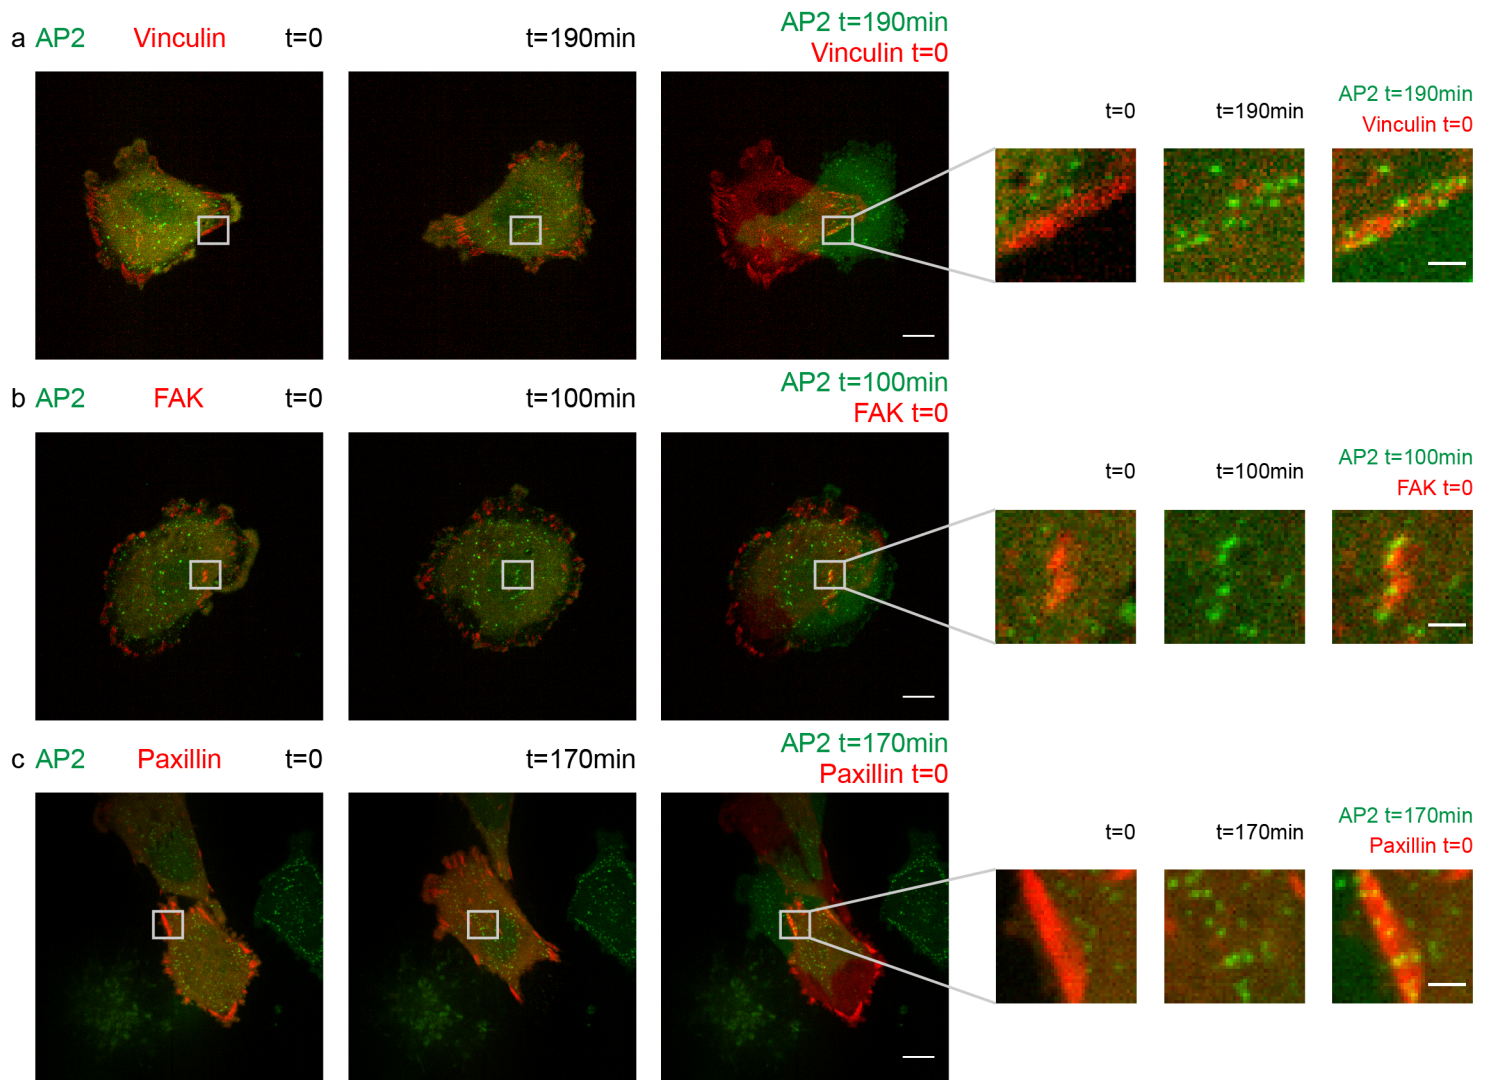 a AP2 Vinculin t=0 t=190min AP2 t=190min
Vinculin t=0
t=0 t=190min AP2 t=190min
Vinculin t=0
b AP2 FAK t=0 t=100min AP2 t=100min
FAK t=0
t=0 t=100min AP2 t=100min
FAK t=0
c AP2 Paxillin t=0 t=170min AP2 t=170min
Paxillin t=0
t=0 t=170min AP2 t=170min
Paxillin t=0